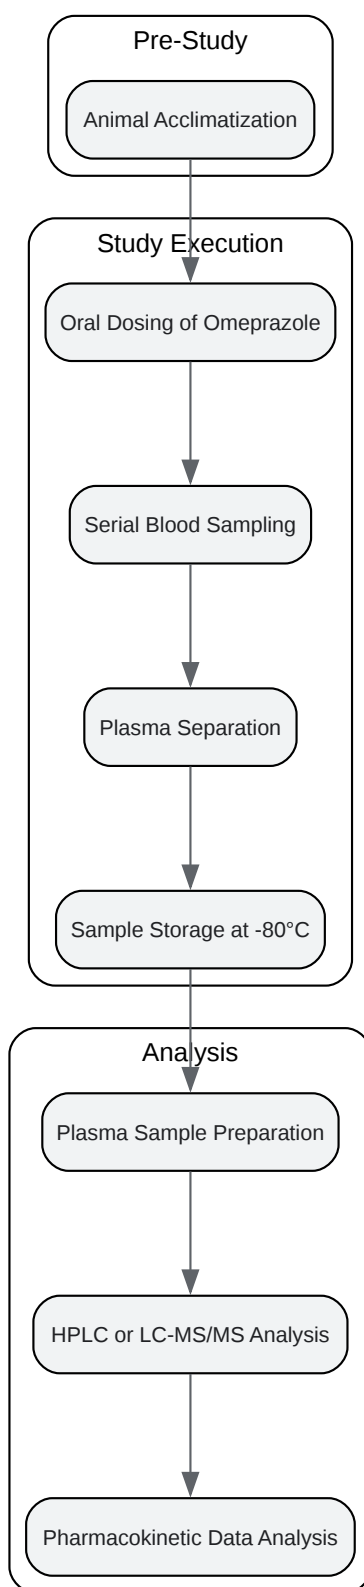 Pre-Study
Animal Acclimatization
Study Execution
Oral Dosing of Omeprazole
Serial Blood Sampling
Plasma Separation
Sample Storage at -80°C
Analysis
Plasma Sample Preparation
HPLC or LC-MS/MS Analysis
Pharmacokinetic Data Analysis